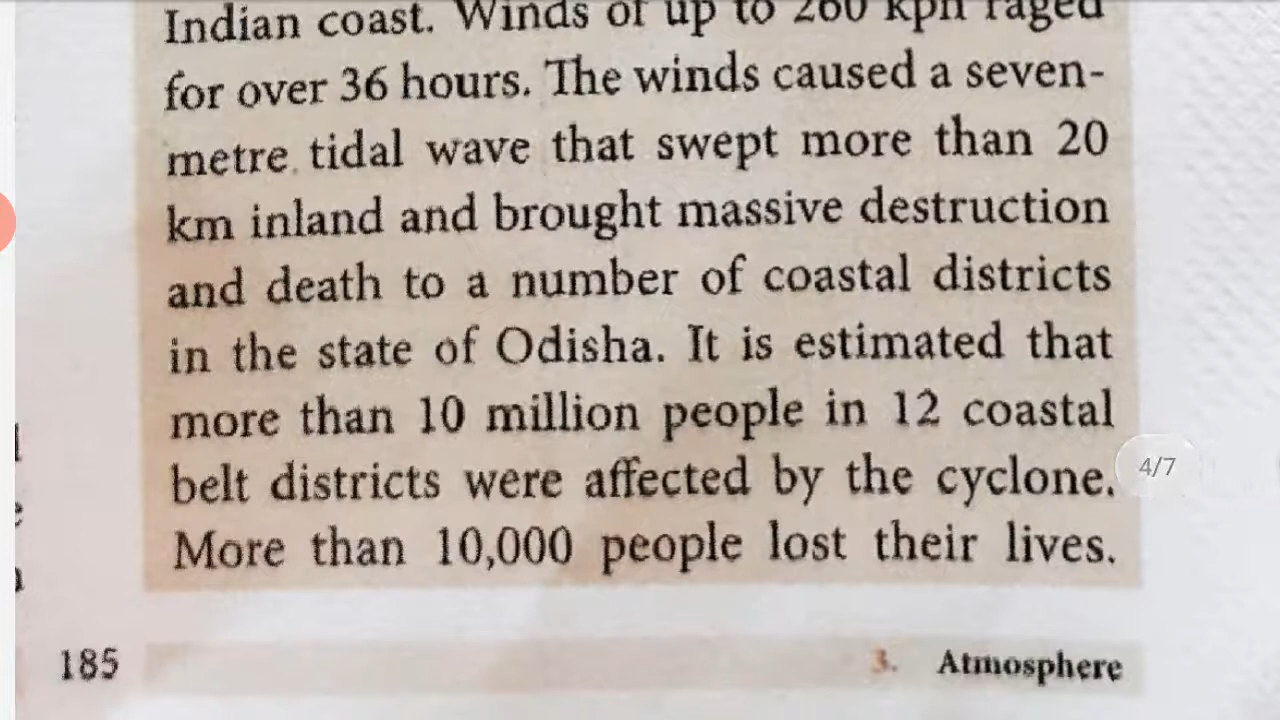 Indian coast. Winds of up to 260 kph raged
for over 36 hours. The winds caused a seven-
metre tidal wave that swept more than 20
km inland and brought massive destruction
and death to a number of coastal districts
in the state of Odisha. It is estimated that
more than 10 million people in 12 coastal
belt districts were affected by the cyclone.
More than 10,000 people lost their lives.
4/7
185
3. Atmosphere